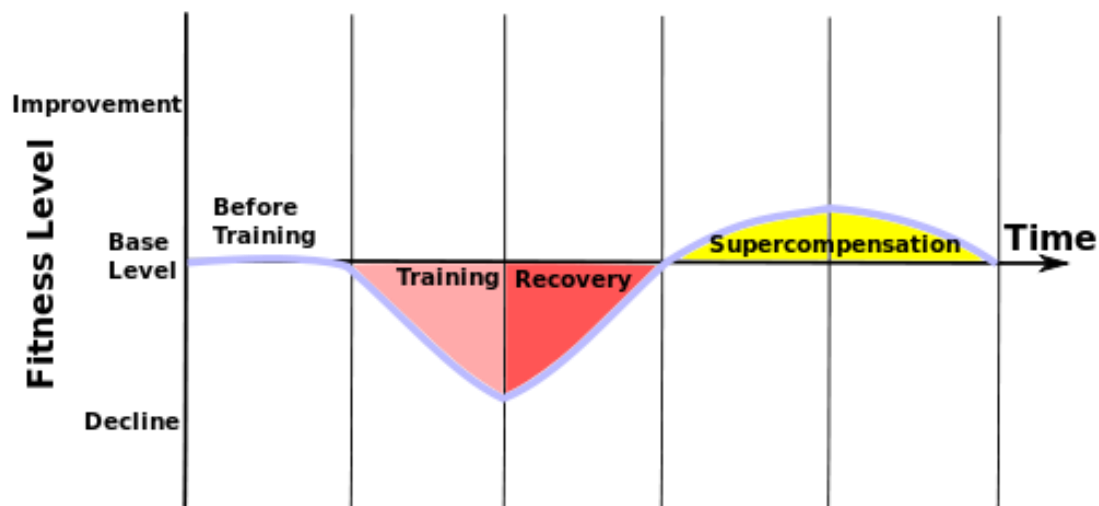 Improvement
Fitness Level
Before
Training
Base
Level
Time
Supercompensation
Training
Recovery
Decline